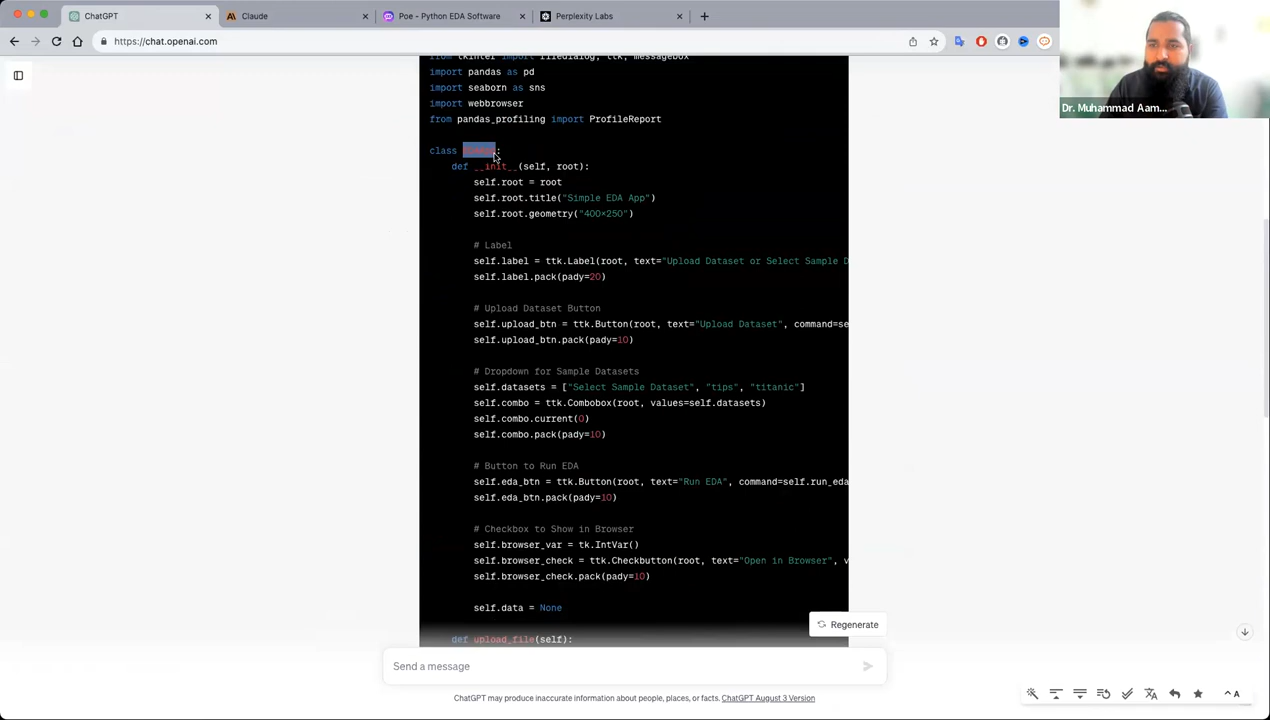 ChatGPT
Claude
Poe - Python EDA Software
Perplexity Labs
https://chat.openai.com
from tkinter import filedialog, ttk, messagebox
import pandas as pd
import seaborn as sns
import webbrowser
from pandas_profiling import ProfileReport
class
def __init__(self, root):
self.root = root
self.root.title("Simple EDA App")
self.root.geometry("400x250")
# Label
self.label = ttk.Label(root, text="Upload Dataset or Select Sample D
self.label.pack(pady=20)
# Upload Dataset Button
self.upload_btn = ttk.Button(root, text="Upload Dataset", command=se
self.upload_btn.pack(pady=10)
# Dropdown for Sample Datasets
self.datasets = ["Select Sample Dataset", "tips", "titanic"]
self.combo = ttk.Combobox(root, values=self.datasets)
self.combo.current(0)
self.combo.pack(pady=10)
# Button to Run EDA
self.eda_btn = ttk.Button(root, text="Run EDA", command=self.run_eda
self.eda_btn.pack(pady=10)
# Checkbox to Show in Browser
self.browser_var = tk.IntVar()
self.browser_check = ttk.Checkbutton(root, text="Open in Browser", v
self.browser_check.pack(pady=10)
self.data = None
def upload_file(self):
Regenerate
Send a message
ChatGPT may produce inaccurate information about people, places, or facts. ChatGPT August 3 Version
Dr. Muhammad Aam...
A